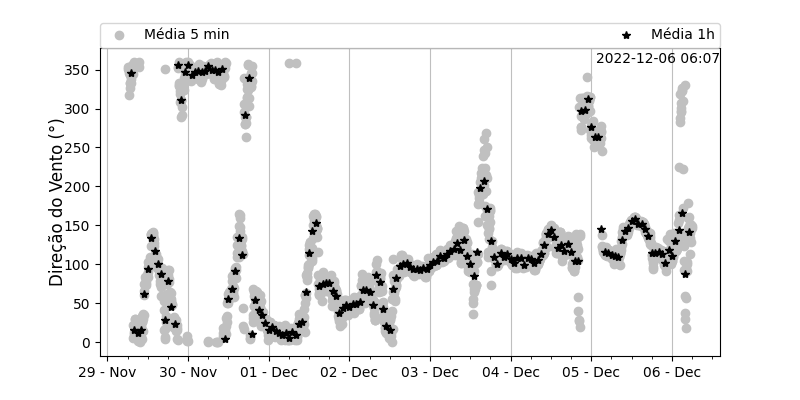 Média 5 min
Média 1h
2022-12-06 06:07
Direção do Vento (°)
350
300
250
200
150
100
50
0
29 - Nov
30 - Nov
01 - Dec
02 - Dec
03 - Dec
04 - Dec
05 - Dec
06 - Dec